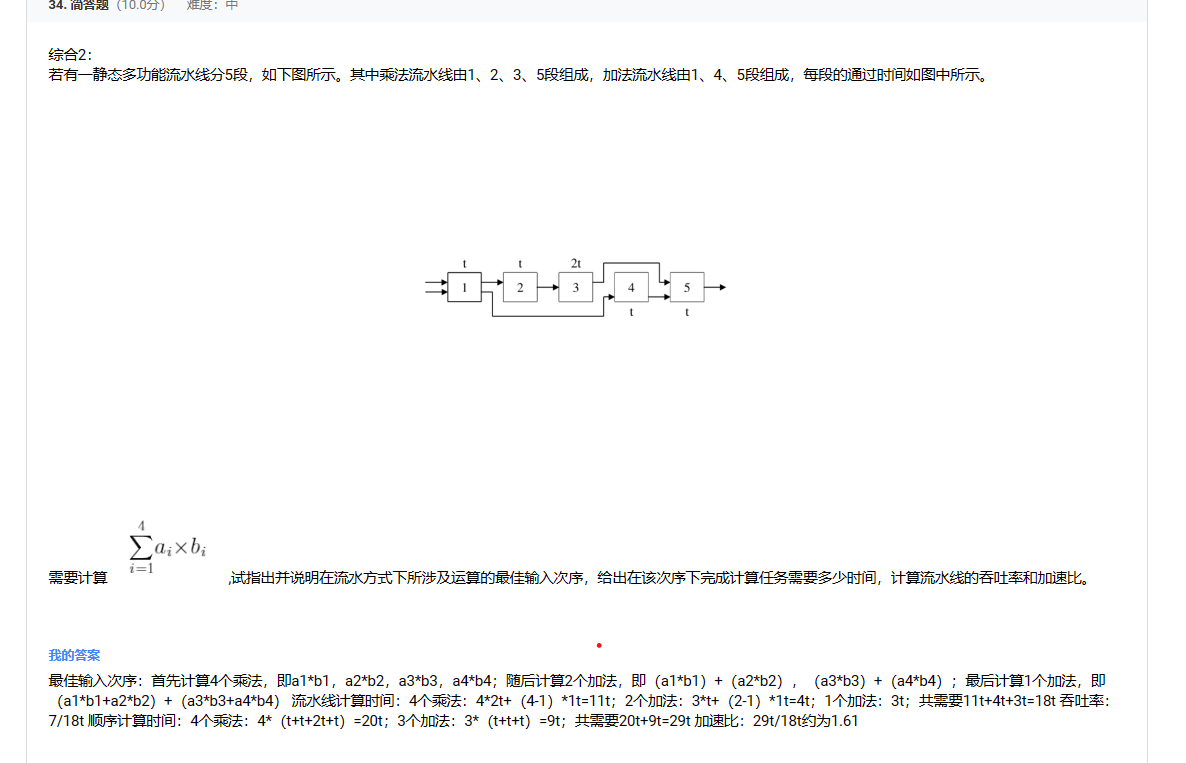 34. 简答题（10.0分） 难度：中
综合2：
若有一静态多功能流水线分5段，如下图所示。其中乘法流水线由1、2、3、5段组成，加法流水线由1、4、5段组成，每段的通过时间如图中所示。
t t 2t
1 2 3 4 5
t t
4
∑ai×bi
i=1
需要计算 ,试指出并说明在流水方式下所涉及运算的最佳输入次序，给出在该次序下完成计算任务需要多少时间，计算流水线的吞吐率和加速比。
我的答案
最佳输入次序：首先计算4个乘法，即a1*b1，a2*b2，a3*b3，a4*b4；随后计算2个加法，即（a1*b1）+（a2*b2），（a3*b3）+（a4*b4）；最后计算1个加法，即
（a1*b1+a2*b2）+（a3*b3+a4*b4） 流水线计算时间：4个乘法：4*2t+（4-1）*1t=11t；2个加法：3*t+（2-1）*1t=4t；1个加法：3t；共需要11t+4t+3t=18t 吞吐率：
7/18t 顺序计算时间：4个乘法：4*（t+t+2t+t）=20t；3个加法：3*（t+t+t）=9t；共需要20t+9t=29t 加速比：29t/18t约为1.61